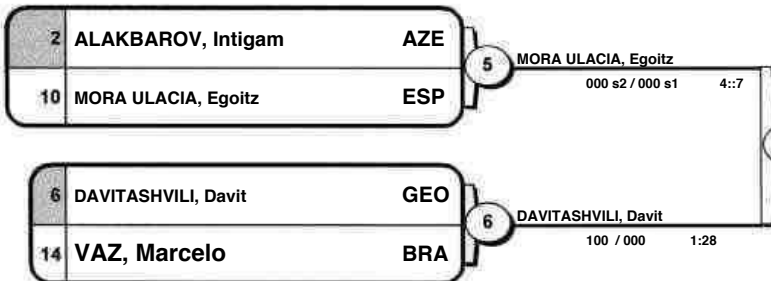 2 ALAKBAROV, Intigam AZE
10 MORA ULACIA, Egoitz ESP
5 MORA ULACIA, Egoitz
000 s2 / 000 s1 4::7
6 DAVITASHVILI, Davit GEO
14 VAZ, Marcelo BRA
6 DAVITASHVILI, Davit
100 / 000 1:28